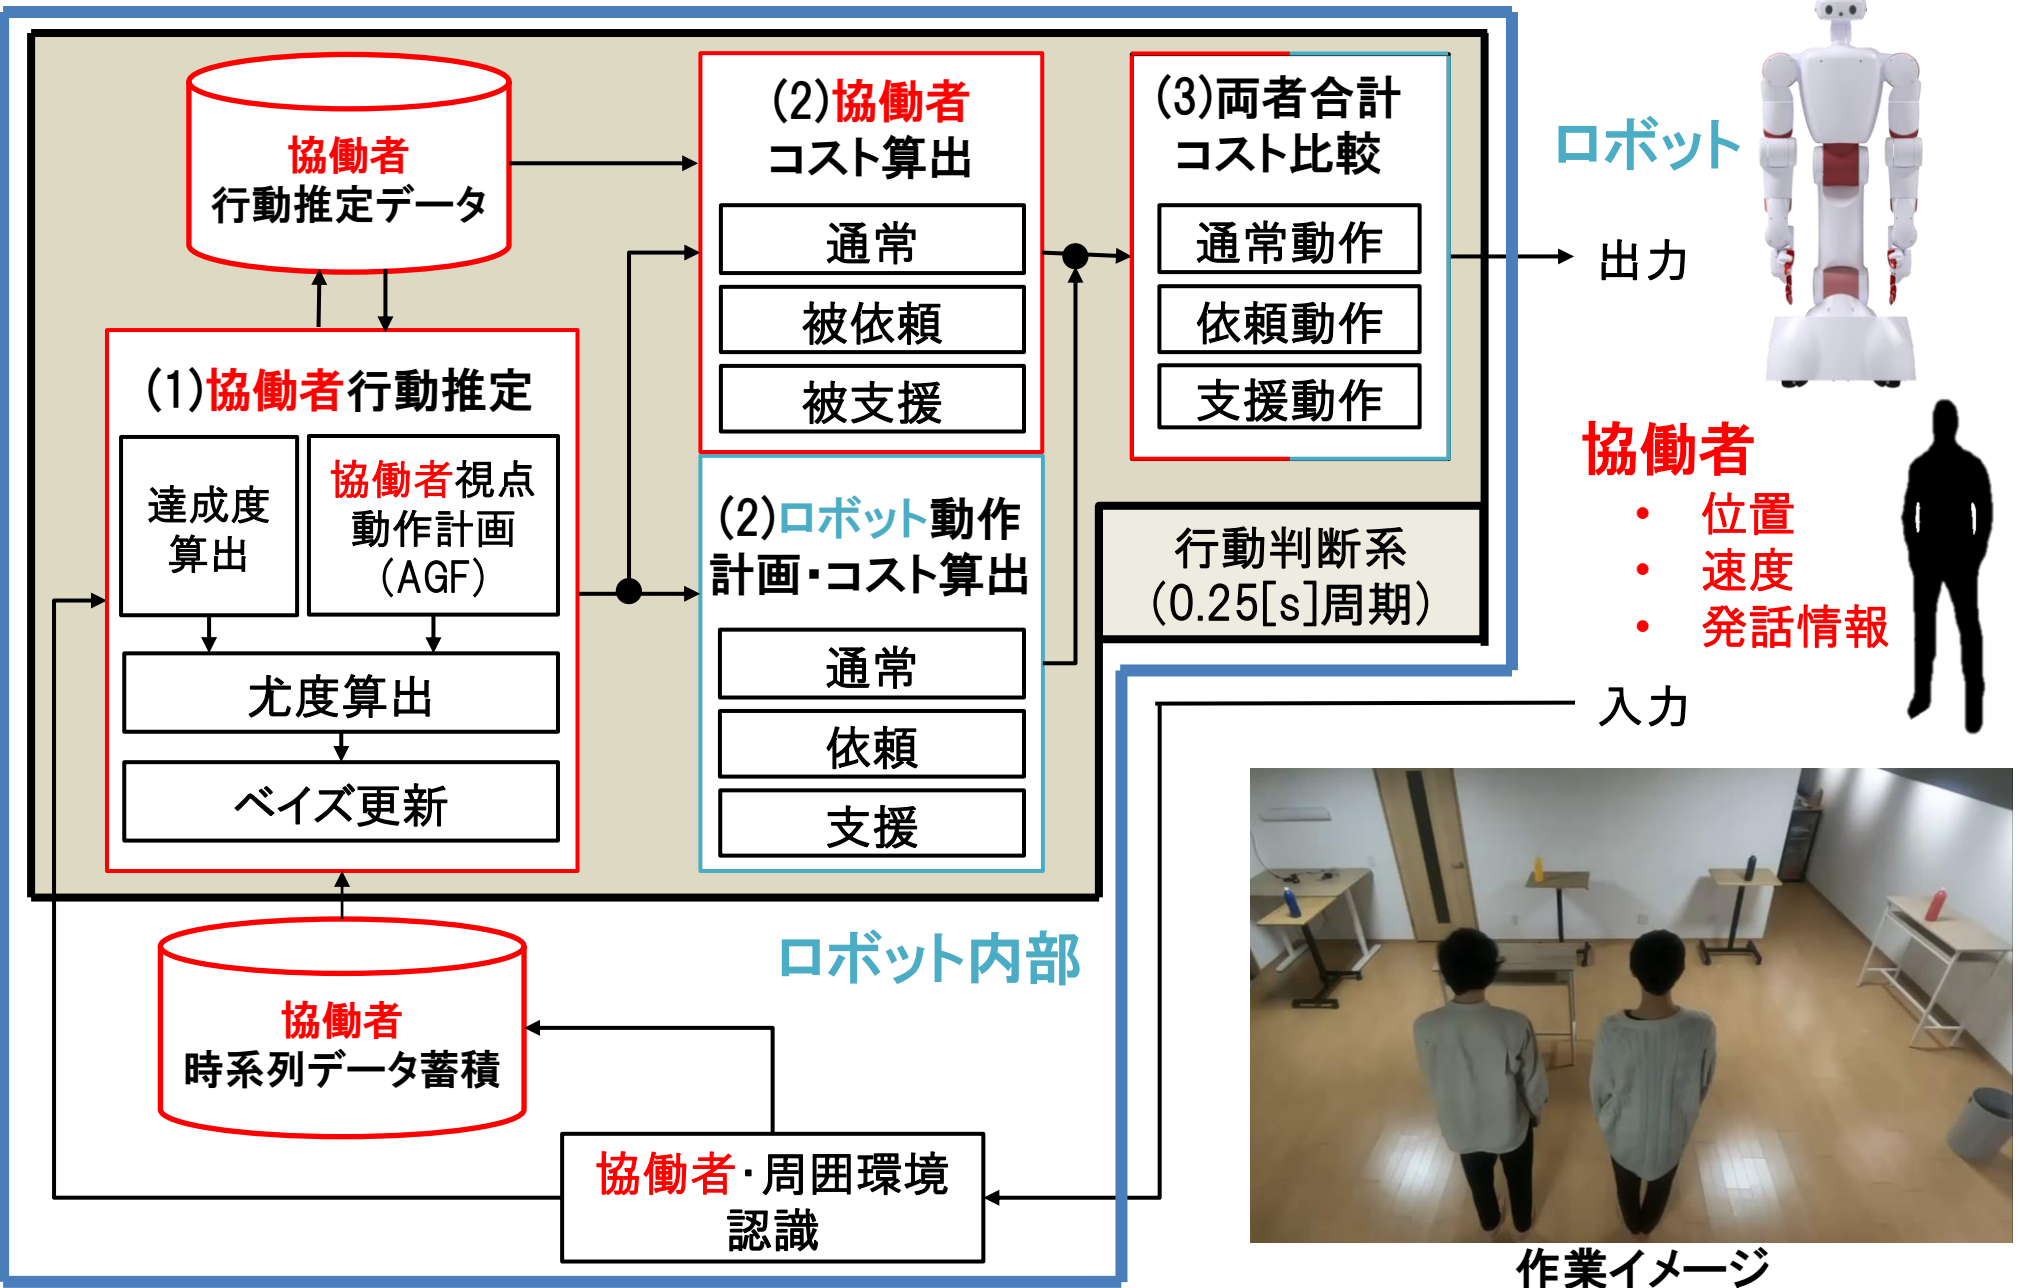 協働者
行動推定データ
(1)協働者行動推定
達成度
算出
協働者視点
動作計画
(AGF)
尤度算出
ベイズ更新
(2)協働者
コスト算出
通常
被依頼
被支援
(2)ロボット動作
計画・コスト算出
通常
依頼
支援
(3)両者合計
コスト比較
通常動作
依頼動作
支援動作
行動判断系
(0.25[s]周期)
ロボット
出力
協働者
• 位置
• 速度
• 発話情報
入力
ロボット内部
協働者
時系列データ蓄積
協働者・周囲環境
認識
作業イメージ